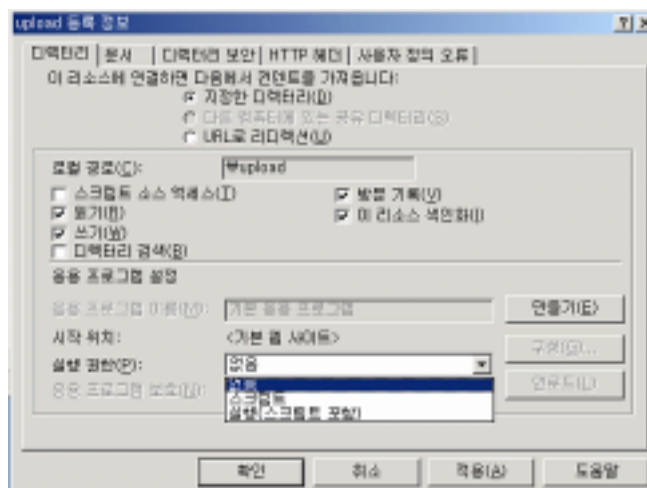 upload 등록 정보
디렉터리 문서 디렉터리 보안 HTTP 헤더 사용자 정의 오류
이 리소스에 연결하면 다음에서 컨텐트를 가져옵니다:
지정한 디렉터리(D)
다른 컴퓨터에 있는 공유 디렉터리(S)
URL로 리디렉션(U)
로컬 경로(C): ₩upload
스크립트 소스 액세스(T) 방문 기록(V)
읽기(R) 이 리소스 색인화(I)
쓰기(W)
디렉터리 검색(B)
응용 프로그램 설정
응용 프로그램 이름(M): 기본 응용 프로그램 만들기(E)
시작 위치: <기본 웹 사이트>
구성(G)...
실행 권한(P): 없음
응용 프로그램 보호(N): 없음 언로드(L)
스크립트
실행(스크립트 포함)
확인 취소 적용(A) 도움말